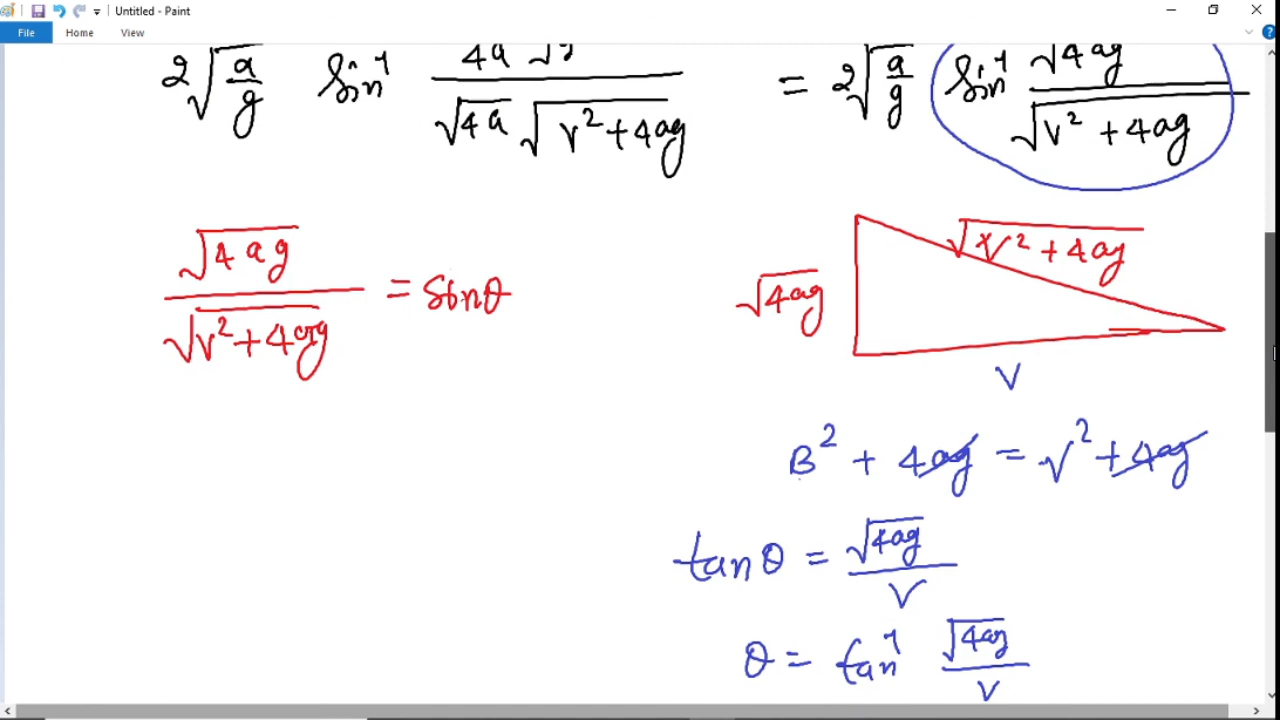 Untitled - Paint
File Home View
2√(a/g) sin⁻¹ 4a √g / √4a √(v² + 4ag) = 2√(a/g) sin⁻¹ √4ag / √(v² + 4ag)
√4ag / √(v² + 4ag) = sinθ
√(v² + 4ag)
√4ag
v
B² + 4ag = v² + 4ag
tanθ = √4ag / v
θ = tan⁻¹ √4ag / v